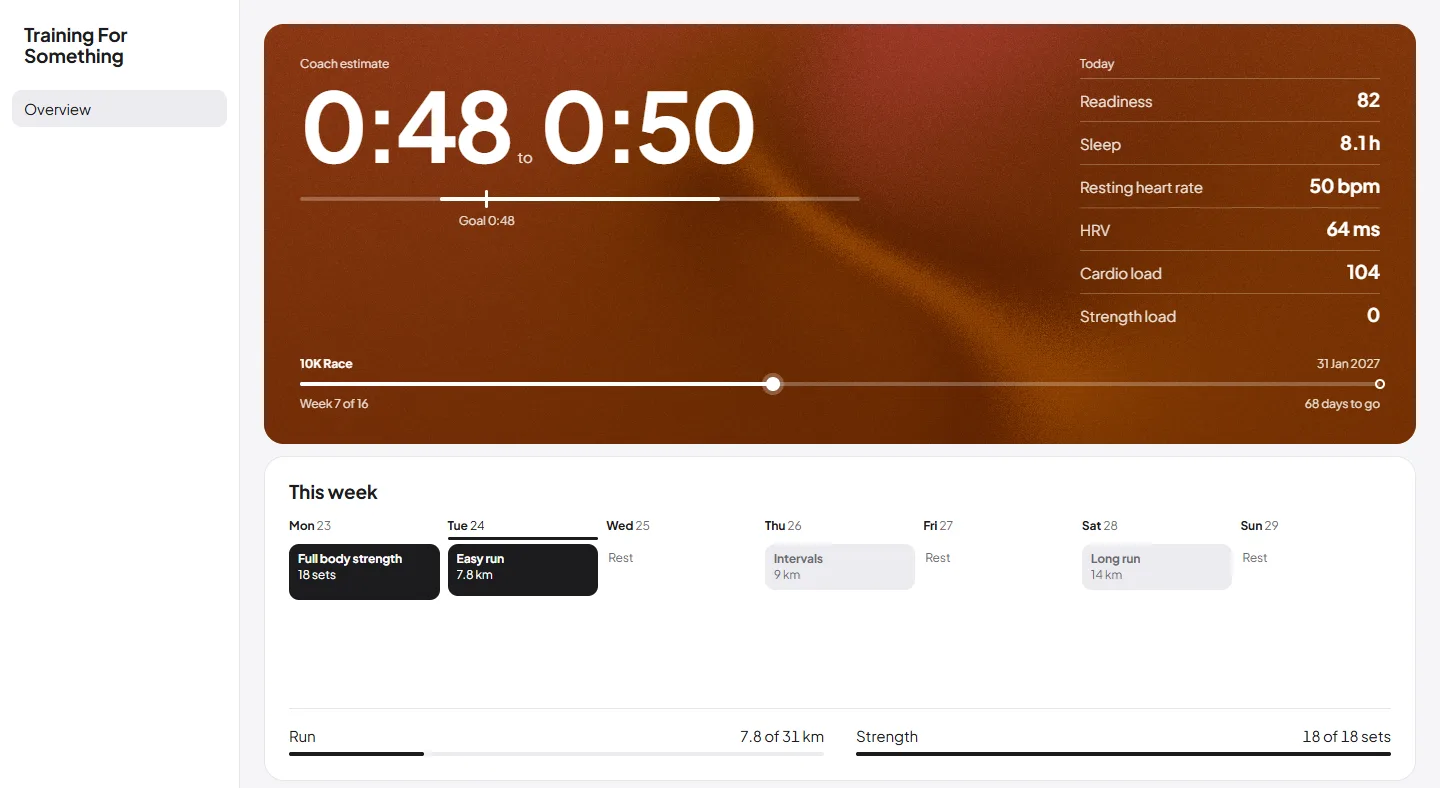 Training For
Something
Overview
Coach estimate
0:48 to 0:50
Goal 0:48
Today
Readiness 82
Sleep 8.1 h
Resting heart rate 50 bpm
HRV 64 ms
Cardio load 104
Strength load 0
10K Race 31 Jan 2027
Week 7 of 16 68 days to go
This week
Mon 23 Tue 24 Wed 25 Thu 26 Fri 27 Sat 28 Sun 29
Full body strength Easy run Rest Intervals Rest Long run Rest
18 sets 7.8 km 9 km 14 km
Run 7.8 of 31 km Strength 18 of 18 sets